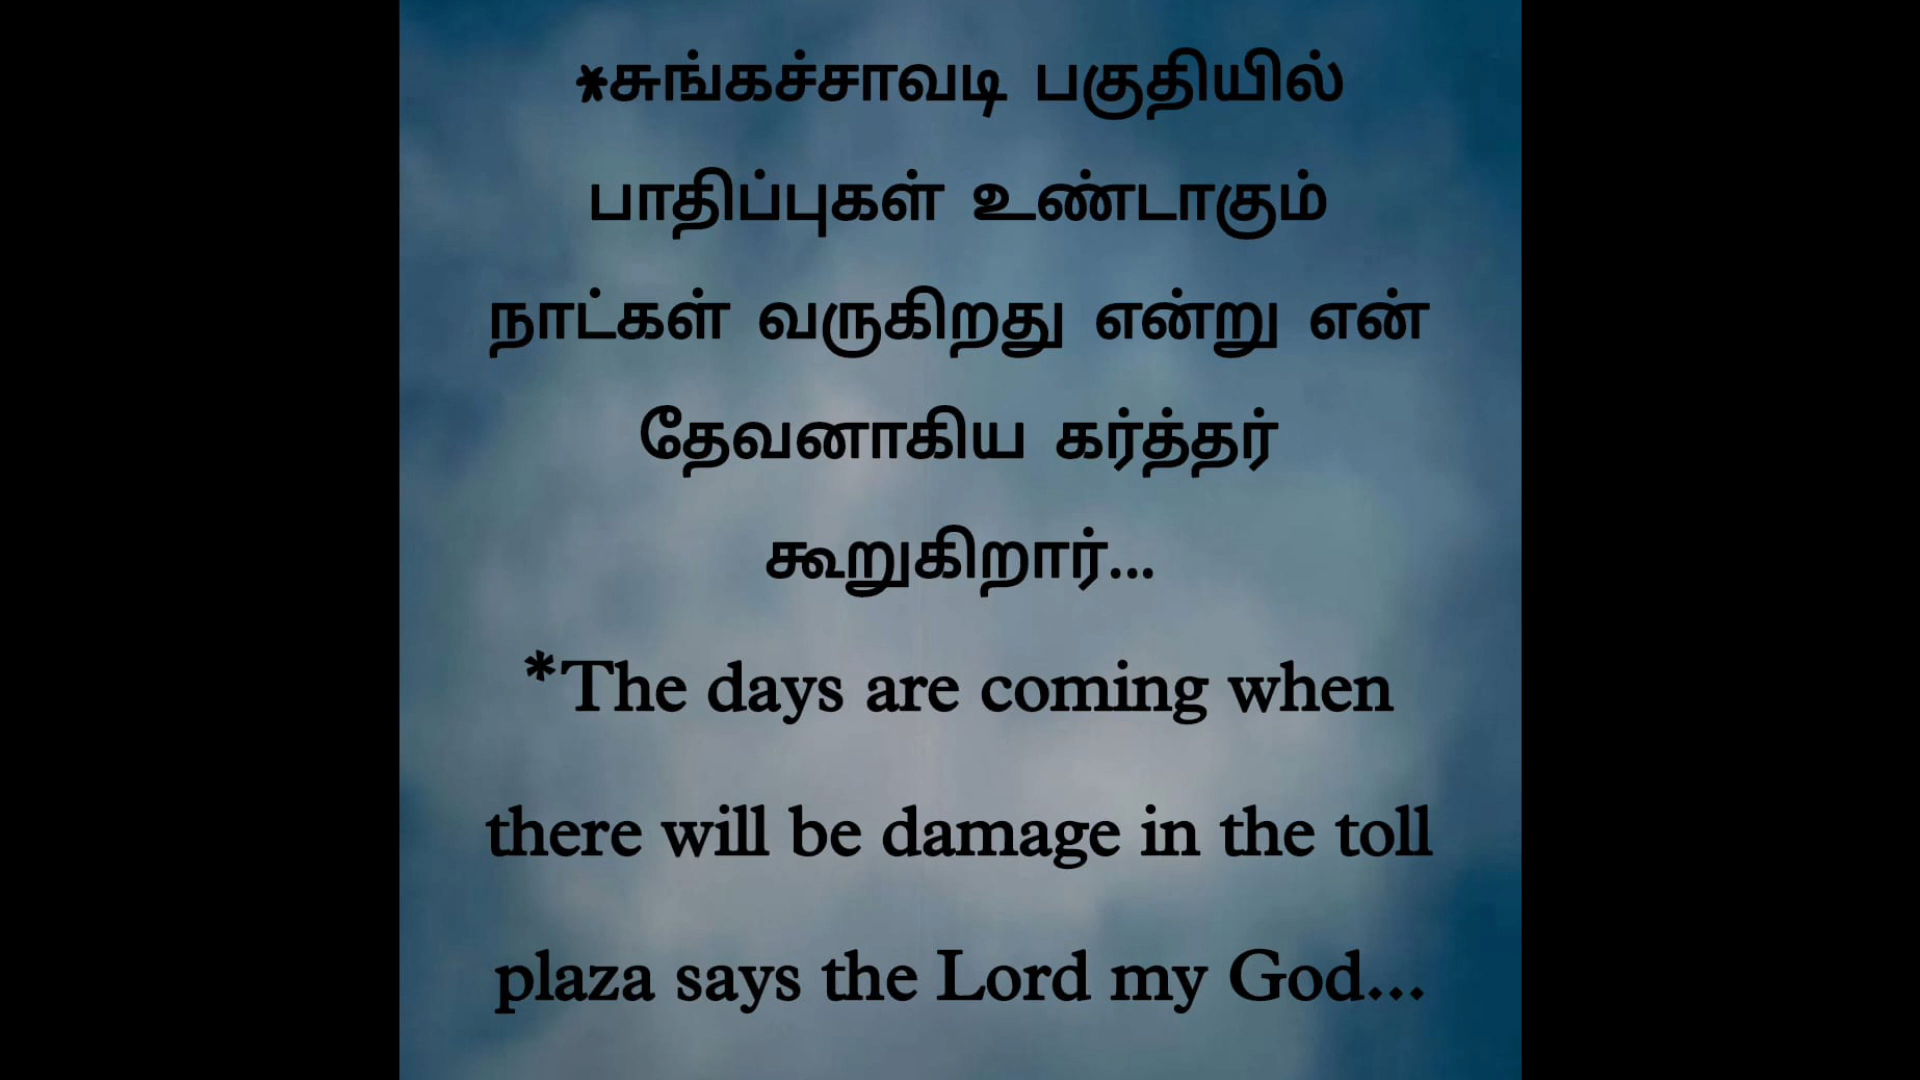 *சுங்கச்சாவடி பகுதியில்
பாதிப்புகள் உண்டாகும்
நாட்கள் வருகிறது என்று என்
தேவனாகிய கர்த்தர்
கூறுகிறார்...
*The days are coming when
there will be damage in the toll
plaza says the Lord my God...